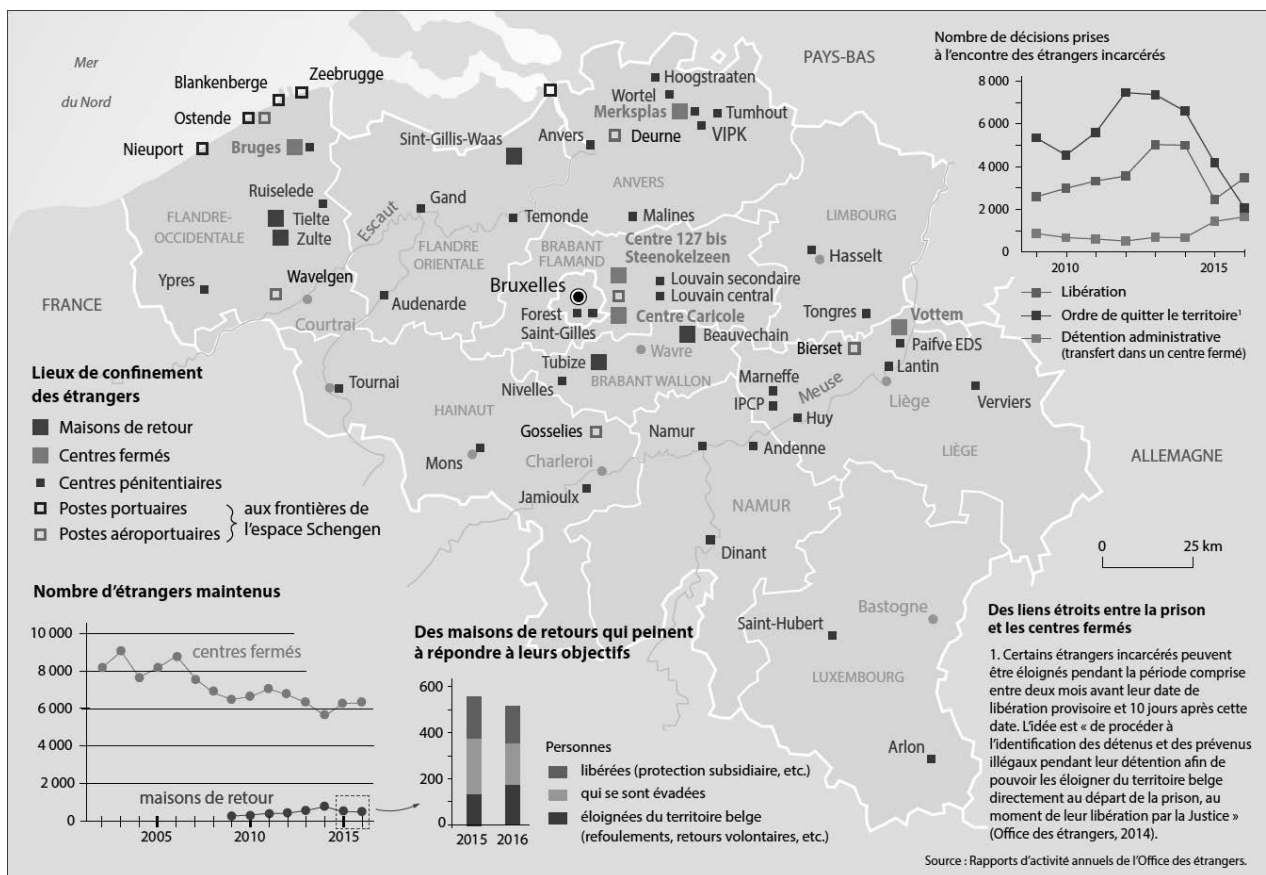 Mer
du Nord
Blankenberge
Zeebrugge
Ostende
Nieuport
Bruges
Ruiselede
FLANDRE-
OCCIDENTALE
Tielte
Zulte
Ypres
Wavelgen
Courtrai
FRANCE
Escaut
Sint-Gillis-Waas
Gand
FLANDRE
ORIENTALE
Audenarde
Temonde
Anvers
Hoogstraaten
Wortel
Merksplas
Tumhout
VIPK
Deurne
ANVERS
Malines
PAYS-BAS
LIMBOURG
Hasselt
BRABANT
FLAMAND
Centre 127 bis
Steenokelzeen
Bruxelles
Louvain secondaire
Louvain central
Forest
Saint-Gilles
Centre Caricole
Beauvechain
Wavre
Tubize
Nivelles
BRABANT WALLON
Tongres
Vottem
Bierset
Paifve EDS
Lantin
Liège
Verviers
Marneffe
IPCP
Meuse
Huy
Andenne
Namur
LIÈGE
ALLEMAGNE
Tournai
HAINAUT
Mons
Gosselies
Charleroi
Jamioulx
NAMUR
Dinant
Saint-Hubert
Bastogne
LUXEMBOURG
Arlon
0 25 km
Nombre de décisions prises
à l'encontre des étrangers incarcérés
8 000
6 000
4 000
2 000
0
2010 2015
Libération
Ordre de quitter le territoire¹
Détention administrative
(transfert dans un centre fermé)
Lieux de confinement
des étrangers
Maisons de retour
Centres fermés
Centres pénitentiaires
Postes portuaires
Postes aéroportuaires
aux frontières de
l'espace Schengen
Nombre d'étrangers maintenus
10 000
8 000
6 000
4 000
2 000
0
centres fermés
maisons de retour
2005 2010 2015
Des maisons de retours qui peinent
à répondre à leurs objectifs
600
400
200
0
2015 2016
Personnes
libérées (protection subsidiaire, etc.)
qui se sont évadées
éloignées du territoire belge
(refoulements, retours volontaires, etc.)
Des liens étroits entre la prison
et les centres fermés
1. Certains étrangers incarcérés peuvent
être éloignés pendant la période comprise
entre deux mois avant leur date de
libération provisoire et 10 jours après cette
date. L'idée est « de procéder à
l'identification des détenus et des prévenus
illégaux pendant leur détention afin de
pouvoir les éloigner du territoire belge
directement au départ de la prison, au
moment de leur libération par la Justice »
(Office des étrangers, 2014).
Source : Rapports d'activité annuels de l'Office des étrangers.